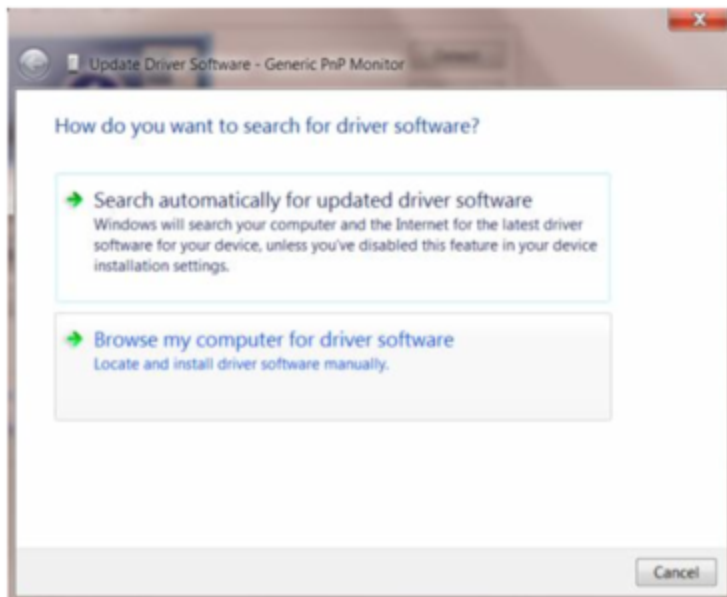 Update Driver Software - Generic PnP Monitor
How do you want to search for driver software?
Search automatically for updated driver software
Windows will search your computer and the Internet for the latest driver
software for your device, unless you've disabled this feature in your device
installation settings.
Browse my computer for driver software
Locate and install driver software manually.
Cancel